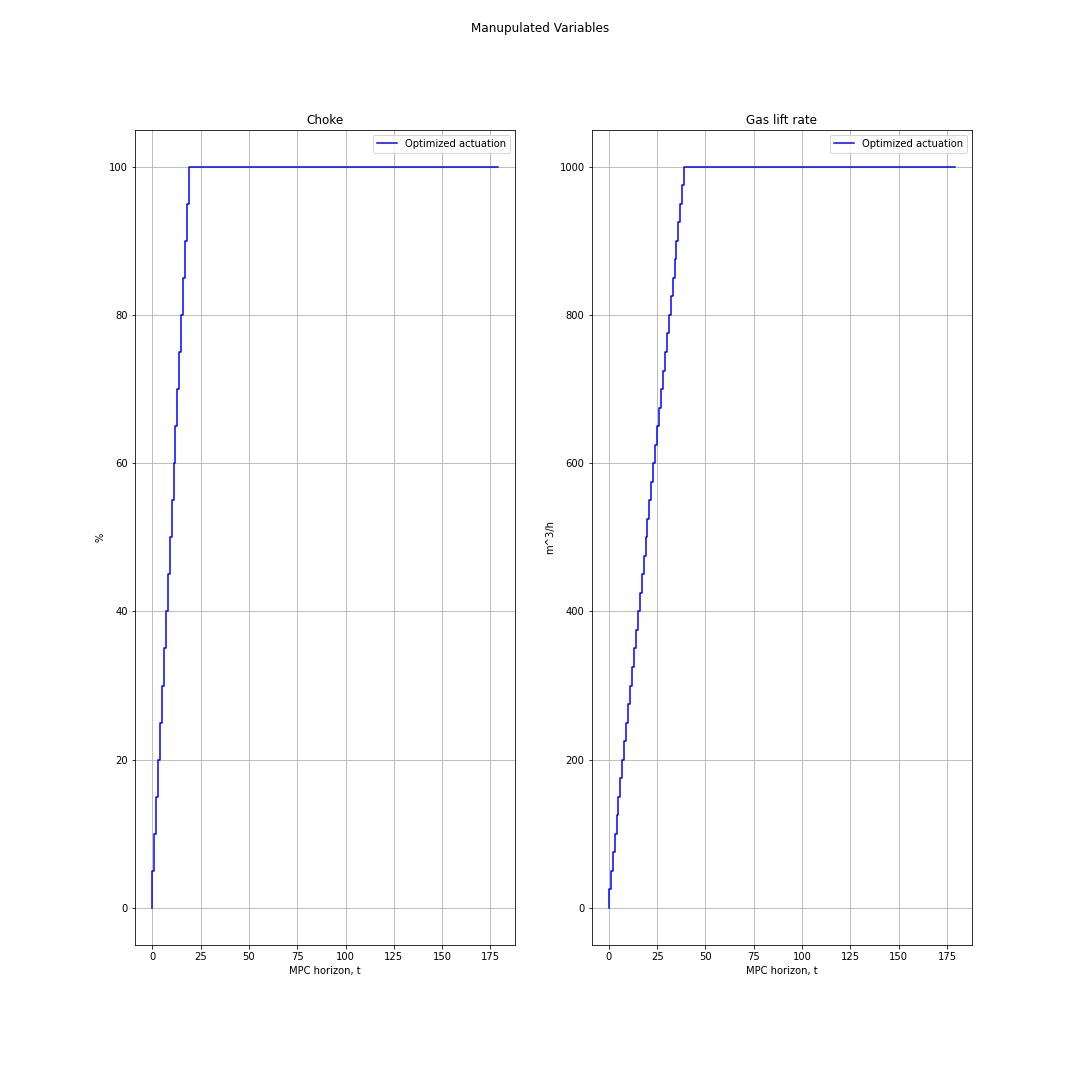 Manupulated Variables
Choke
Optimized actuation
100
80
60
40
20
0
%
0 25 50 75 100 125 150 175
MPC horizon, t
Gas lift rate
Optimized actuation
1000
800
600
400
200
0
m^3/h
0 25 50 75 100 125 150 175
MPC horizon, t